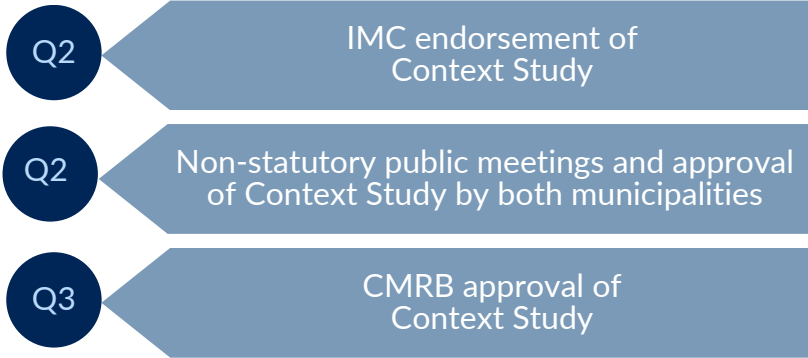 Q2
IMC endorsement of
Context Study
Q2
Non-statutory public meetings and approval
of Context Study by both municipalities
Q3
CMRB approval of
Context Study